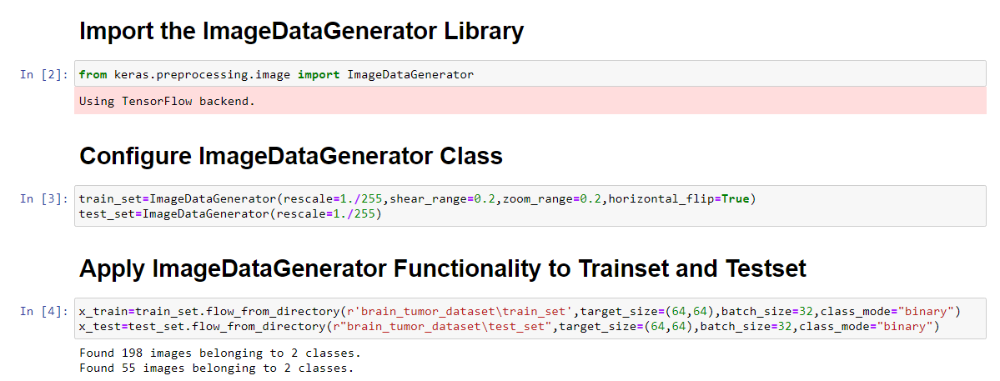 Import the ImageDataGenerator Library
In [2]: from keras.preprocessing.image import ImageDataGenerator
Using TensorFlow backend.
Configure ImageDataGenerator Class
In [3]: train_set=ImageDataGenerator(rescale=1./255,shear_range=0.2,zoom_range=0.2,horizontal_flip=True)
test_set=ImageDataGenerator(rescale=1./255)
Apply ImageDataGenerator Functionality to Trainset and Testset
In [4]: x_train=train_set.flow_from_directory(r'brain_tumor_dataset\train_set',target_size=(64,64),batch_size=32,class_mode="binary")
x_test=test_set.flow_from_directory(r"brain_tumor_dataset\test_set",target_size=(64,64),batch_size=32,class_mode="binary")
Found 198 images belonging to 2 classes.
Found 55 images belonging to 2 classes.